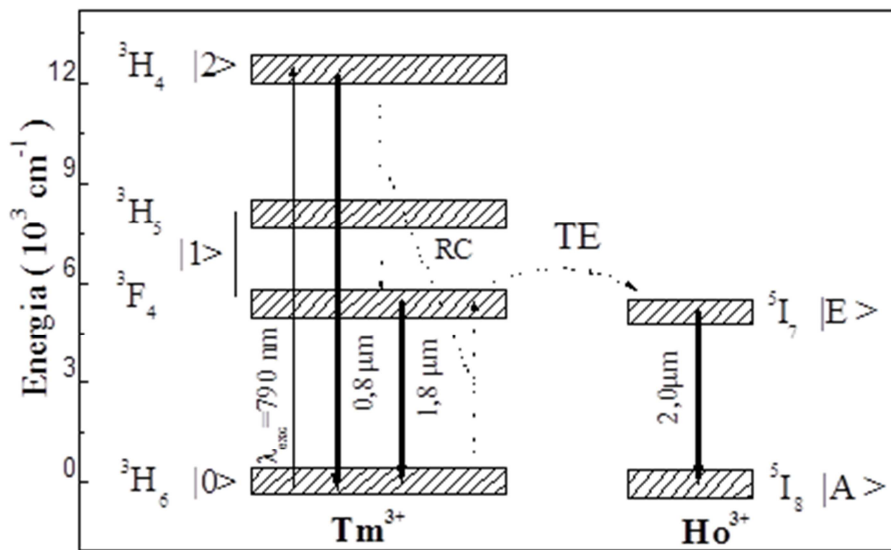 Energia ( 10³ cm⁻¹)
12
9
6
3
0
³H₄ |2>
³H₅
|1>
³F₄
³H₆ |0>
λₑₓc=790 nm
0,8 µm
1,8 µm
RC
TE
2,0µm
⁵I₇ |E >
⁵I₈ |A>
Tm³⁺
Ho³⁺